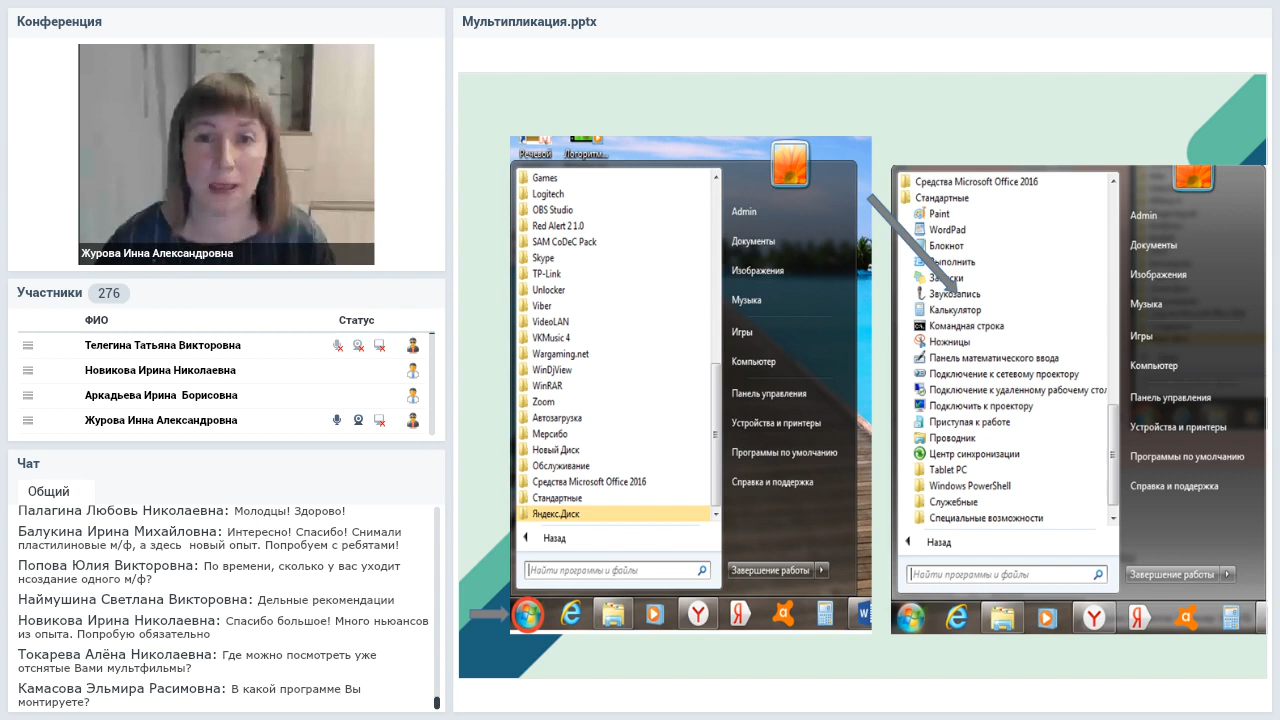 Конференция
Журова Инна Александровна
Участники 276
ФИО Статус
Телегина Татьяна Викторовна
Новикова Ирина Николаевна
Аркадьева Ирина Борисовна
Журова Инна Александровна
Чат
Общий
Палагина Любовь Николаевна: Молодцы! Здорово!
Балукина Ирина Михайловна: Интересно! Спасибо! Снимали
пластилиновые м/ф, а здесь новый опыт. Попробуем с ребятами!
Попова Юлия Викторовна: По времени, сколько у вас уходит
нсоздание одного м/ф?
Наймушина Светлана Викторовна: Дельные рекомендации
Новикова Ирина Николаевна: Спасибо большое! Много ньюансов
из опыта. Попробую обязательно
Токарева Алёна Николаевна: Где можно посмотреть уже
отснятые Вами мультфильмы?
Камасова Эльмира Расимовна: В какой программе Вы
монтируете?
Мультипликация.pptx
Речевой Логоритм...
Games
Logitech
OBS Studio
Red Alert 2 1.0
SAM CoDeC Pack
Skype
TP-Link
Unlocker
Viber
VideoLAN
VKMusic 4
Wargaming.net
WinDjView
WinRAR
Zoom
Автозагрузка
Мерсибо
Новый Диск
Обслуживание
Средства Microsoft Office 2016
Стандартные
Яндекс.Диск
Назад
Найти программы и файлы
Admin
Документы
Изображения
Музыка
Игры
Компьютер
Панель управления
Устройства и принтеры
Программы по умолчанию
Справка и поддержка
Завершение работы
Средства Microsoft Office 2016
Стандартные
Paint
WordPad
Блокнот
Выполнить
Звукозапись
Калькулятор
Командная строка
Ножницы
Панель математического ввода
Подключение к сетевому проектору
Подключение к удаленному рабочему стол
Подключить к проектору
Приступая к работе
Проводник
Центр синхронизации
Tablet PC
Windows PowerShell
Служебные
Специальные возможности
Назад
Найти программы и файлы
Admin
Документы
Изображения
Музыка
Игры
Компьютер
Панель управления
Устройства и принтеры
Программы по умолчанию
Справка и поддержка
Завершение работы